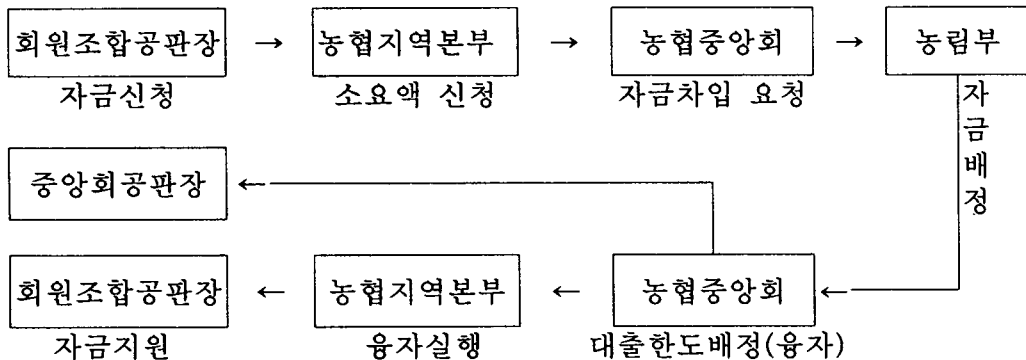 회원조합공판장 → 농협지역본부 → 농협중앙회 → 농림부
자금신청 소요액 신청 자금차입 요청
자금배정
중앙회공판장 ←
회원조합공판장 ← 농협지역본부 ← 농협중앙회 ←
자금지원 융자실행 대출한도배정(융자)